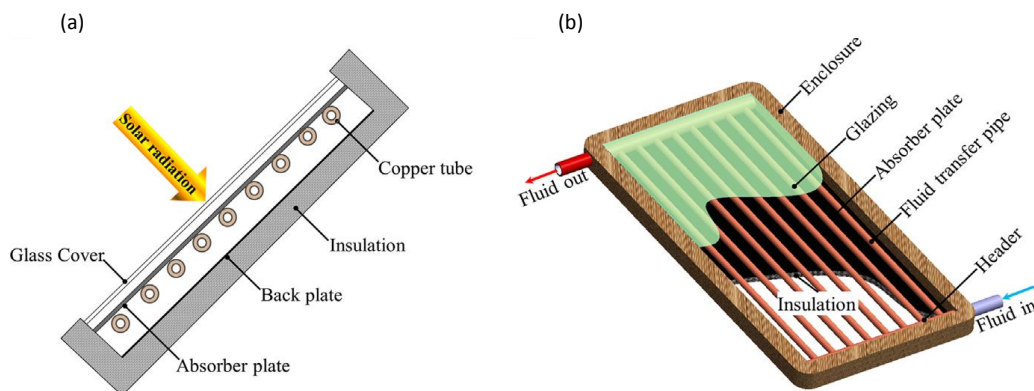 (a)
Solar radiation
Copper tube
Insulation
Glass Cover
Back plate
Absorber plate
(b)
Enclosure
Glazing
Absorber plate
Fluid transfer pipe
Header
Fluid out
Insulation
Fluid in